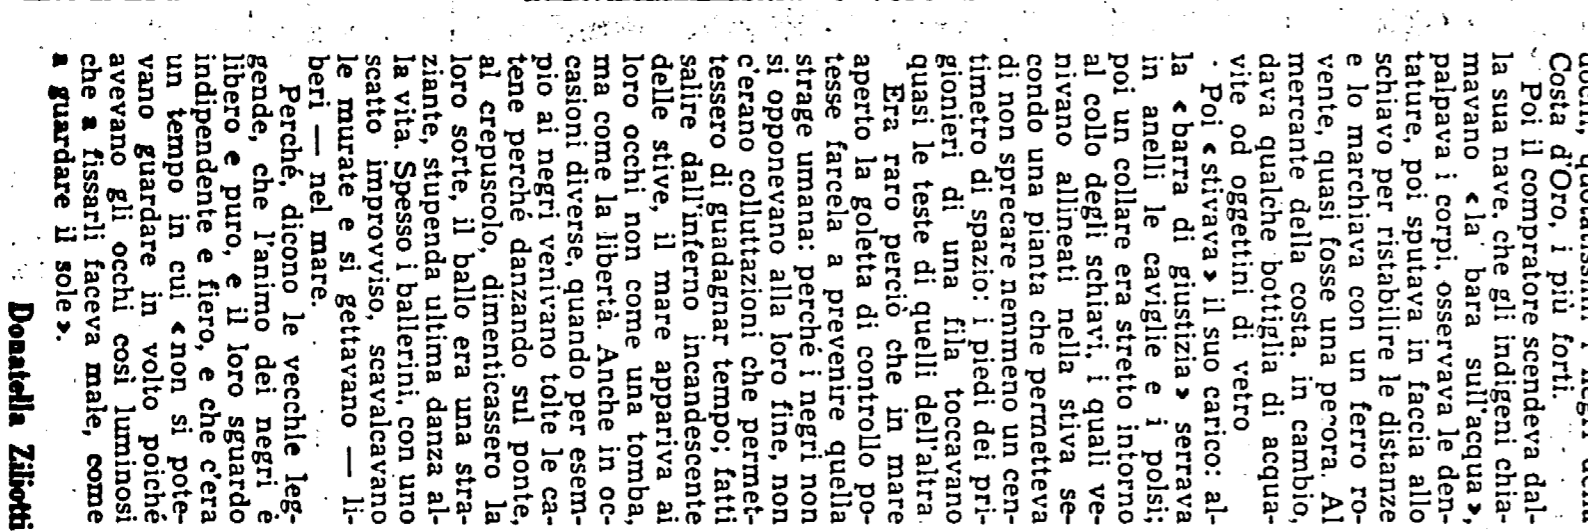 Costa d'Oro, i più forti.
Poi il compratore scendeva dal-
la sua nave, che gli indigeni chia-
mavano « la bara sull'acqua »,
palpava i corpi, osservava le den-
tature, poi sputava in faccia allo
schiavo per ristabilire le distanze
e lo marchiava con un ferro ro-
vente, quasi fosse una pecora. Al
mercante della costa, in cambio,
dava qualche bottiglia di acqua-
vite od oggettini di vetro
Poi « stivava » il suo carico: al-
la « barra di giustizia » serrava
in anelli le caviglie e i polsi;
poi un collare era stretto intorno
al collo degli schiavi, i quali ve-
nivano allineati nella stiva se-
condo una pianta che permetteva
di non sprecare nemmeno un cen-
timetro di spazio: i piedi dei pri-
gionieri di una fila toccavano
quasi le teste di quelli dell'altra.
Era raro perciò che in mare
aperto la goletta di controllo po-
tesse farcela a prevenire quella
strage umana: perché i negri non
si opponevano alla loro fine, non
c'erano colluttazioni che permet-
tessero di guadagnar tempo; fatti
salire dall'inferno incandescente
delle stive, il mare appariva ai
loro occhi non come una tomba,
ma come la libertà. Anche in oc-
casioni diverse, quando per esem-
pio ai negri venivano tolte le ca-
tene perché danzando sul ponte,
al crepuscolo, dimenticassero la
loro sorte, il ballo era una stra-
ziante, stupenda ultima danza al-
la vita. Spesso i ballerini, con uno
scatto improvviso, scavalcavano
le murate e si gettavano — li-
beri — nel mare.
Perché, dicono le vecchie leg-
gende, che l'animo dei negri è
libero e puro, e il loro sguardo
indipendente e fiero, e che c'era
un tempo in cui « non si pote-
vano guardare in volto poiché
avevano gli occhi così luminosi
che a fissarli faceva male, come
a guardare il sole ».
Donatella Ziliotti